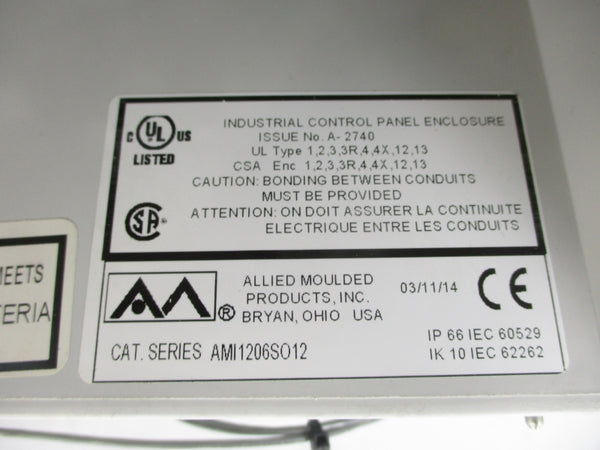 C UL US
LISTED
INDUSTRIAL CONTROL PANEL ENCLOSURE
ISSUE No. A- 2740
UL Type 1,2,3,3R,4,4X,12,13
CSA Enc 1,2,3,3R,4,4X,12,13
CAUTION: BONDING BETWEEN CONDUITS
MUST BE PROVIDED
ATTENTION: ON DOIT ASSURER LA CONTINUITE
ELECTRIQUE ENTRE LES CONDUITS
SA
®
ALLIED MOULDED
PRODUCTS, INC.
BRYAN, OHIO USA
03/11/14
CE
CAT. SERIES AMI1206SO12
IP 66 IEC 60529
IK 10 IEC 62262
MEETS